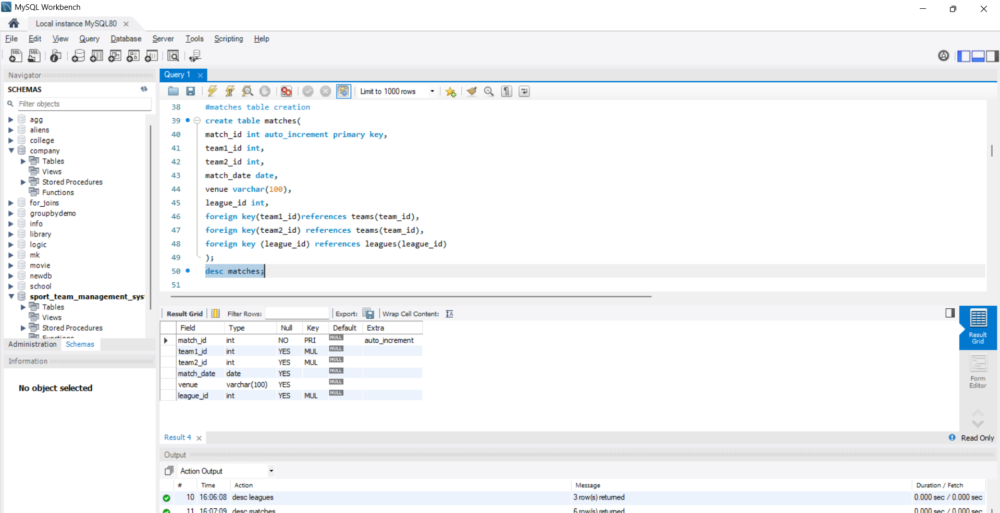 MySQL Workbench
Local instance MySQL80
File Edit View Query Database Server Tools Scripting Help
Navigator
SCHEMAS
Filter objects
agg
aliens
college
company
Tables
Views
Stored Procedures
Functions
for_joins
groupbydemo
info
library
logic
mk
movie
newdb
school
sport_team_management_sys
Tables
Views
Stored Procedures
Functions
Administration Schemas
Information
No object selected
Query 1
Limit to 1000 rows
38 #matches table creation
39 create table matches(
40 match_id int auto_increment primary key,
41 team1_id int,
42 team2_id int,
43 match_date date,
44 venue varchar(100),
45 league_id int,
46 foreign key(team1_id)references teams(team_id),
47 foreign key(team2_id) references teams(team_id),
48 foreign key (league_id) references leagues(league_id)
49 );
50 desc matches;
51
Result Grid Filter Rows: Export: Wrap Cell Content:
Field Type Null Key Default Extra
match_id int NO PRI NULL auto_increment
team1_id int YES MUL NULL
team2_id int YES MUL NULL
match_date date YES NULL
venue varchar(100) YES NULL
league_id int YES MUL NULL
Result Grid
Form Editor
Result 4
Read Only
Output
Action Output
# Time Action Message Duration / Fetch
10 16:06:08 desc leagues 3 row(s) returned 0.000 sec / 0.000 sec
11 16:07:09 desc matches 6 row(s) returned 0.000 sec / 0.000 sec